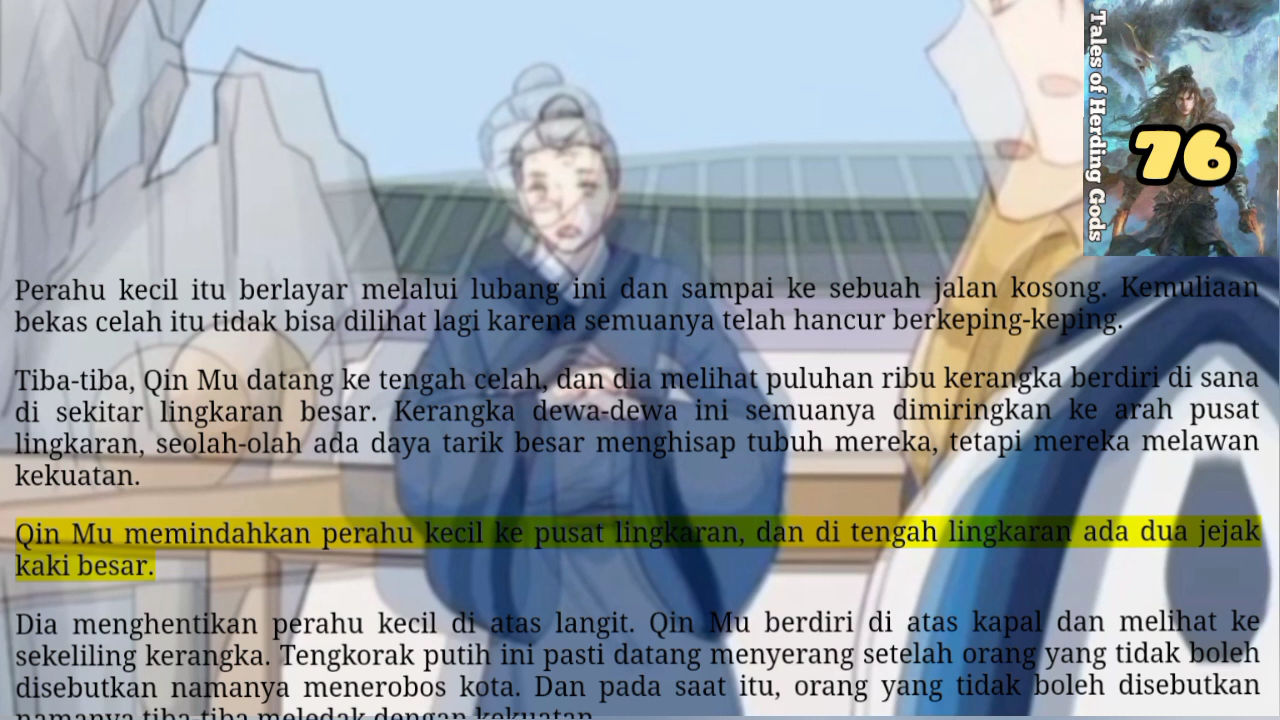 Tales of Herding Gods
76
Perahu kecil itu berlayar melalui lubang ini dan sampai ke sebuah jalan kosong. Kemuliaan
bekas celah itu tidak bisa dilihat lagi karena semuanya telah hancur berkeping-keping.
Tiba-tiba, Qin Mu datang ke tengah celah, dan dia melihat puluhan ribu kerangka berdiri di sana
di sekitar lingkaran besar. Kerangka dewa-dewa ini semuanya dimiringkan ke arah pusat
lingkaran, seolah-olah ada daya tarik besar menghisap tubuh mereka, tetapi mereka melawan
kekuatan.
Qin Mu memindahkan perahu kecil ke pusat lingkaran, dan di tengah lingkaran ada dua jejak
kaki besar.
Dia menghentikan perahu kecil di atas langit. Qin Mu berdiri di atas kapal dan melihat ke
sekeliling kerangka. Tengkorak putih ini pasti datang menyerang setelah orang yang tidak boleh
disebutkan namanya menerobos kota. Dan pada saat itu, orang yang tidak boleh disebutkan
namanya tiba-tiba meledak dengan kekuatan.